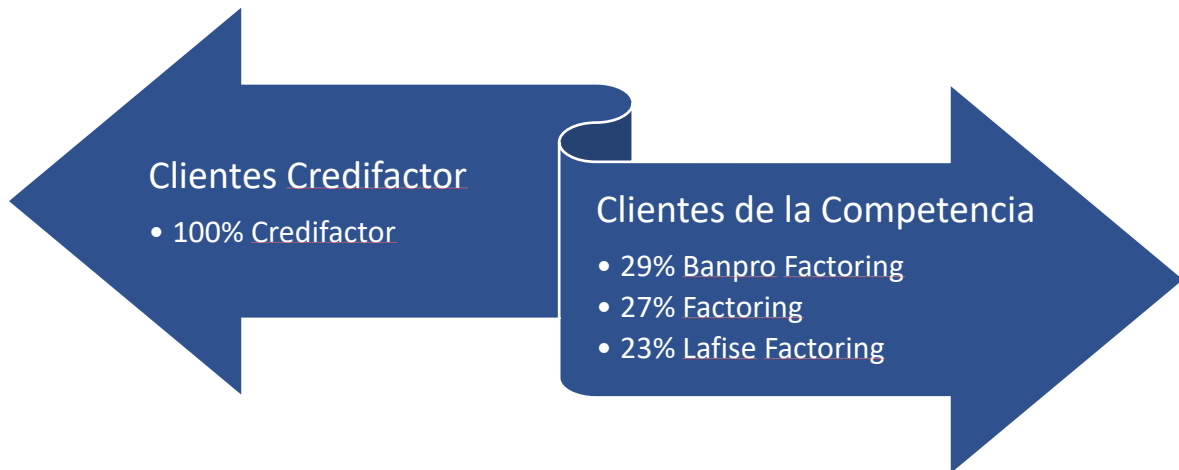 Clientes Credifactor
• 100% Credifactor
Clientes de la Competencia
• 29% Banpro Factoring
• 27% Factoring
• 23% Lafise Factoring